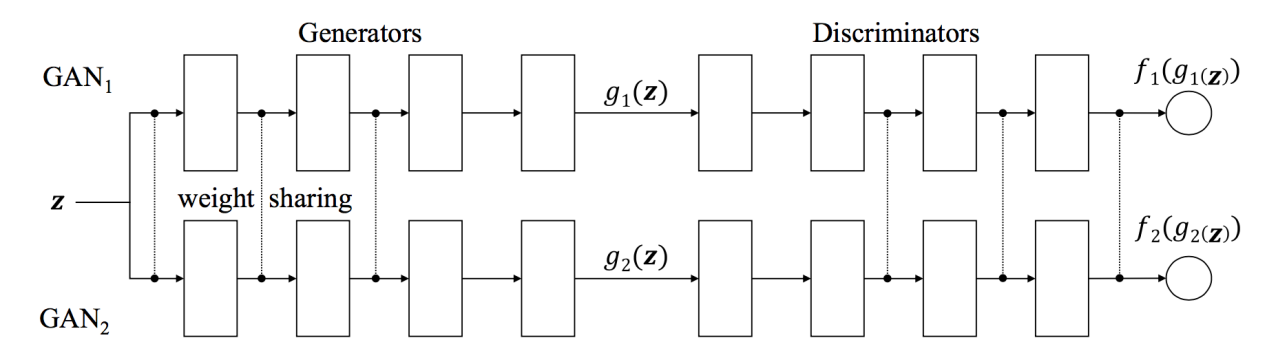 Generators
Discriminators
GAN₁
g₁(z)
f₁(g₁(z))
z
weight sharing
g₂(z)
f₂(g₂(z))
GAN₂